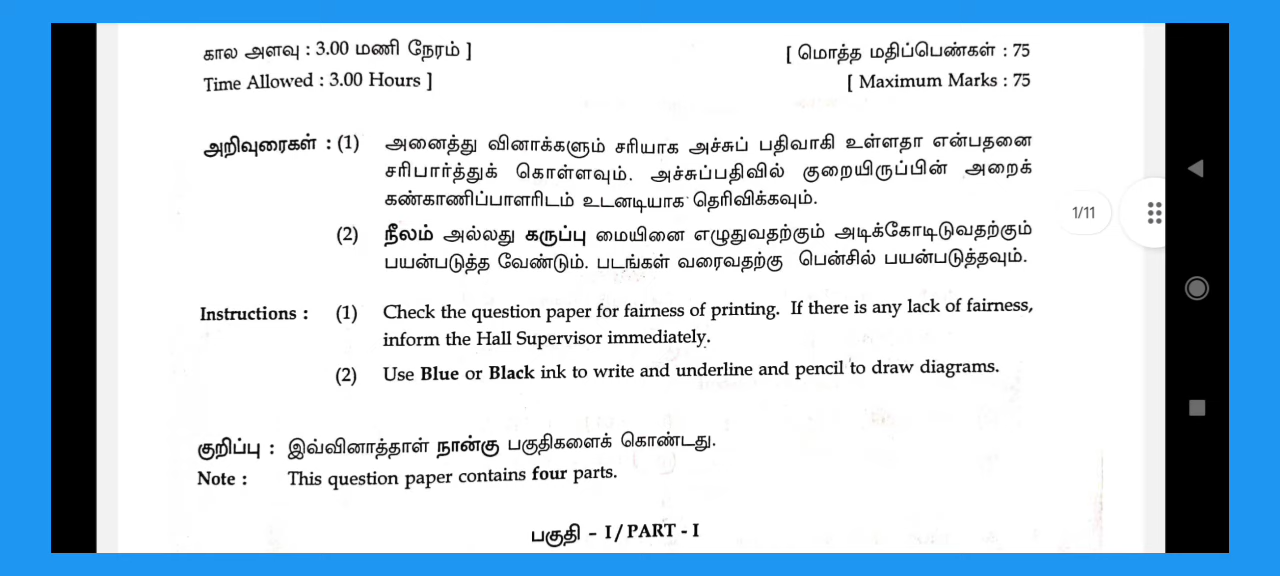 கால அளவு : 3.00 மணி நேரம் ]
[ மொத்த மதிப்பெண்கள் : 75
Time Allowed : 3.00 Hours ]
[ Maximum Marks : 75
அறிவுரைகள் : (1) அனைத்து வினாக்களும் சரியாக அச்சுப் பதிவாகி உள்ளதா என்பதனை
சரிபார்த்துக் கொள்ளவும். அச்சுப்பதிவில் குறையிருப்பின் அறைக்
கண்காணிப்பாளரிடம் உடனடியாக தெரிவிக்கவும்.
(2) நீலம் அல்லது கருப்பு மையினை எழுதுவதற்கும் அடிக்கோடிடுவதற்கும்
பயன்படுத்த வேண்டும். படங்கள் வரைவதற்கு பென்சில் பயன்படுத்தவும்.
Instructions : (1) Check the question paper for fairness of printing. If there is any lack of fairness,
inform the Hall Supervisor immediately.
(2) Use Blue or Black ink to write and underline and pencil to draw diagrams.
குறிப்பு : இவ்வினாத்தாள் நான்கு பகுதிகளைக் கொண்டது.
Note : This question paper contains four parts.
பகுதி - I / PART - I
1/11